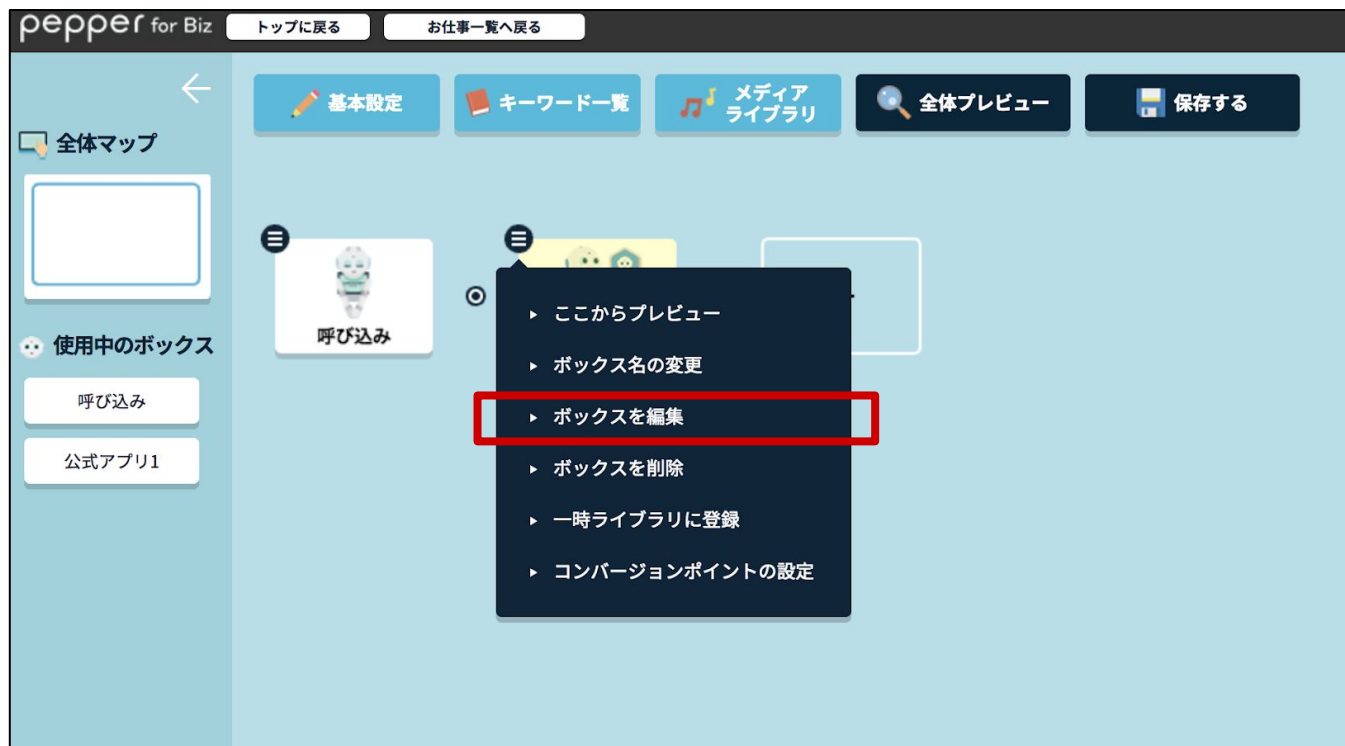 pepper for Biz
トップに戻る
お仕事一覧へ戻る
基本設定
キーワード一覧
メディア
ライブラリ
全体プレビュー
保存する
全体マップ
使用中のボックス
呼び込み
公式アプリ1
呼び込み
ここからプレビュー
ボックス名の変更
ボックスを編集
ボックスを削除
一時ライブラリに登録
コンバージョンポイントの設定